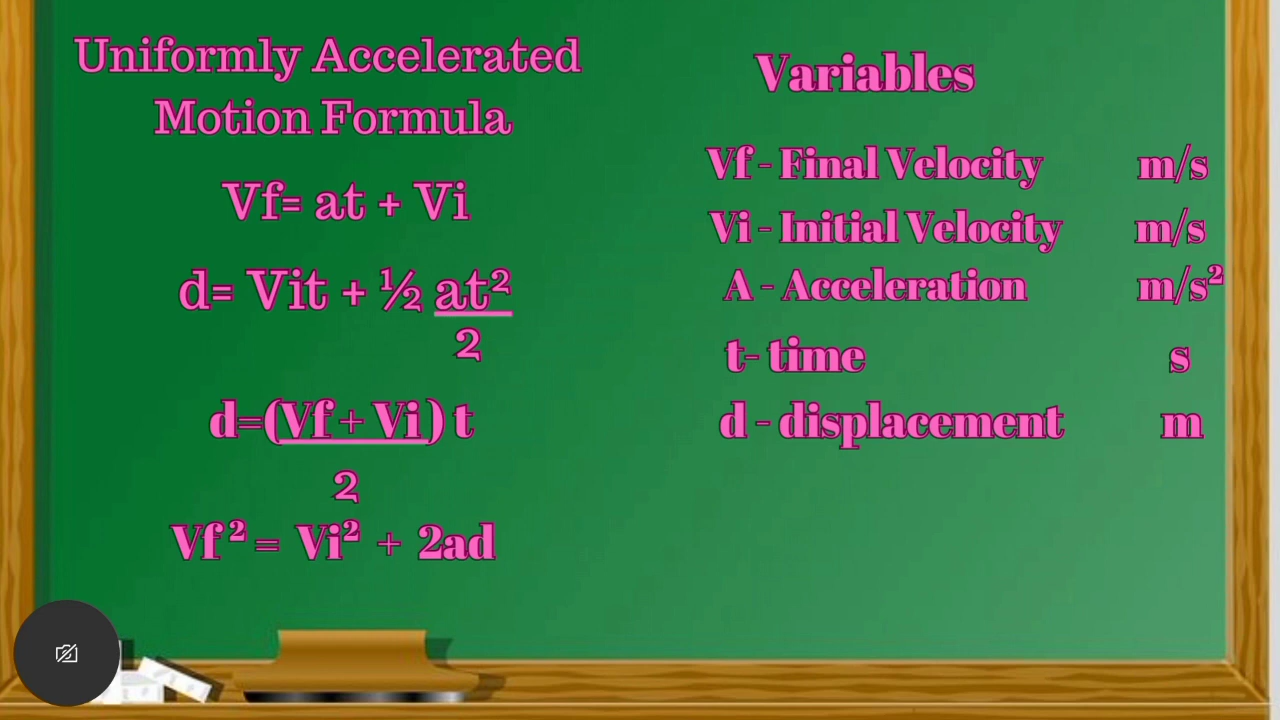 Uniformly Accelerated
Motion Formula
Vf= at + Vi
d= Vit + ½ at²
2
d=(Vf + Vi) t
2
Vf ² = Vi² + 2ad
Variables
Vf - Final Velocity m/s
Vi - Initial Velocity m/s
A - Acceleration m/s²
t- time s
d - displacement m